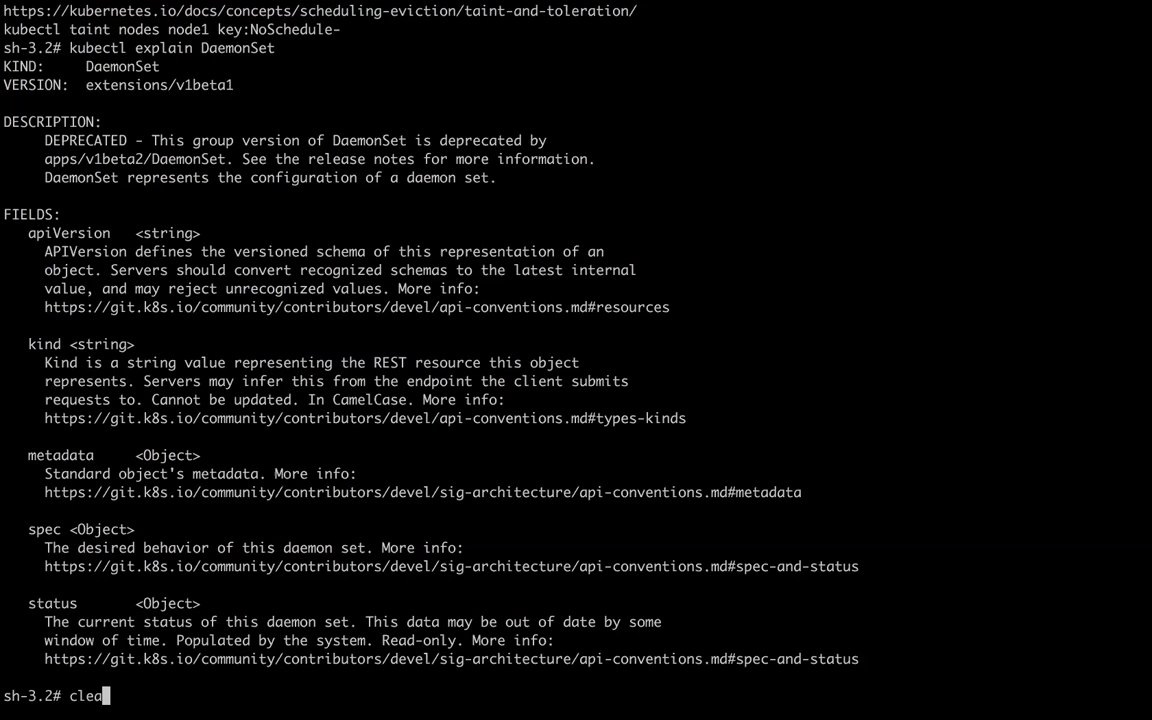 https://kubernetes.io/docs/concepts/scheduling-eviction/taint-and-toleration/
kubectl taint nodes node1 key:NoSchedule-
sh-3.2# kubectl explain DaemonSet
KIND:     DaemonSet
VERSION:  extensions/v1beta1
DESCRIPTION:
DEPRECATED - This group version of DaemonSet is deprecated by
apps/v1beta2/DaemonSet. See the release notes for more information.
DaemonSet represents the configuration of a daemon set.
FIELDS:
apiVersion   <string>
APIVersion defines the versioned schema of this representation of an
object. Servers should convert recognized schemas to the latest internal
value, and may reject unrecognized values. More info:
https://git.k8s.io/community/contributors/devel/api-conventions.md#resources
kind <string>
Kind is a string value representing the REST resource this object
represents. Servers may infer this from the endpoint the client submits
requests to. Cannot be updated. In CamelCase. More info:
https://git.k8s.io/community/contributors/devel/api-conventions.md#types-kinds
metadata     <Object>
Standard object's metadata. More info:
https://git.k8s.io/community/contributors/devel/sig-architecture/api-conventions.md#metadata
spec <Object>
The desired behavior of this daemon set. More info:
https://git.k8s.io/community/contributors/devel/sig-architecture/api-conventions.md#spec-and-status
status       <Object>
The current status of this daemon set. This data may be out of date by some
window of time. Populated by the system. Read-only. More info:
https://git.k8s.io/community/contributors/devel/sig-architecture/api-conventions.md#spec-and-status
sh-3.2# clea